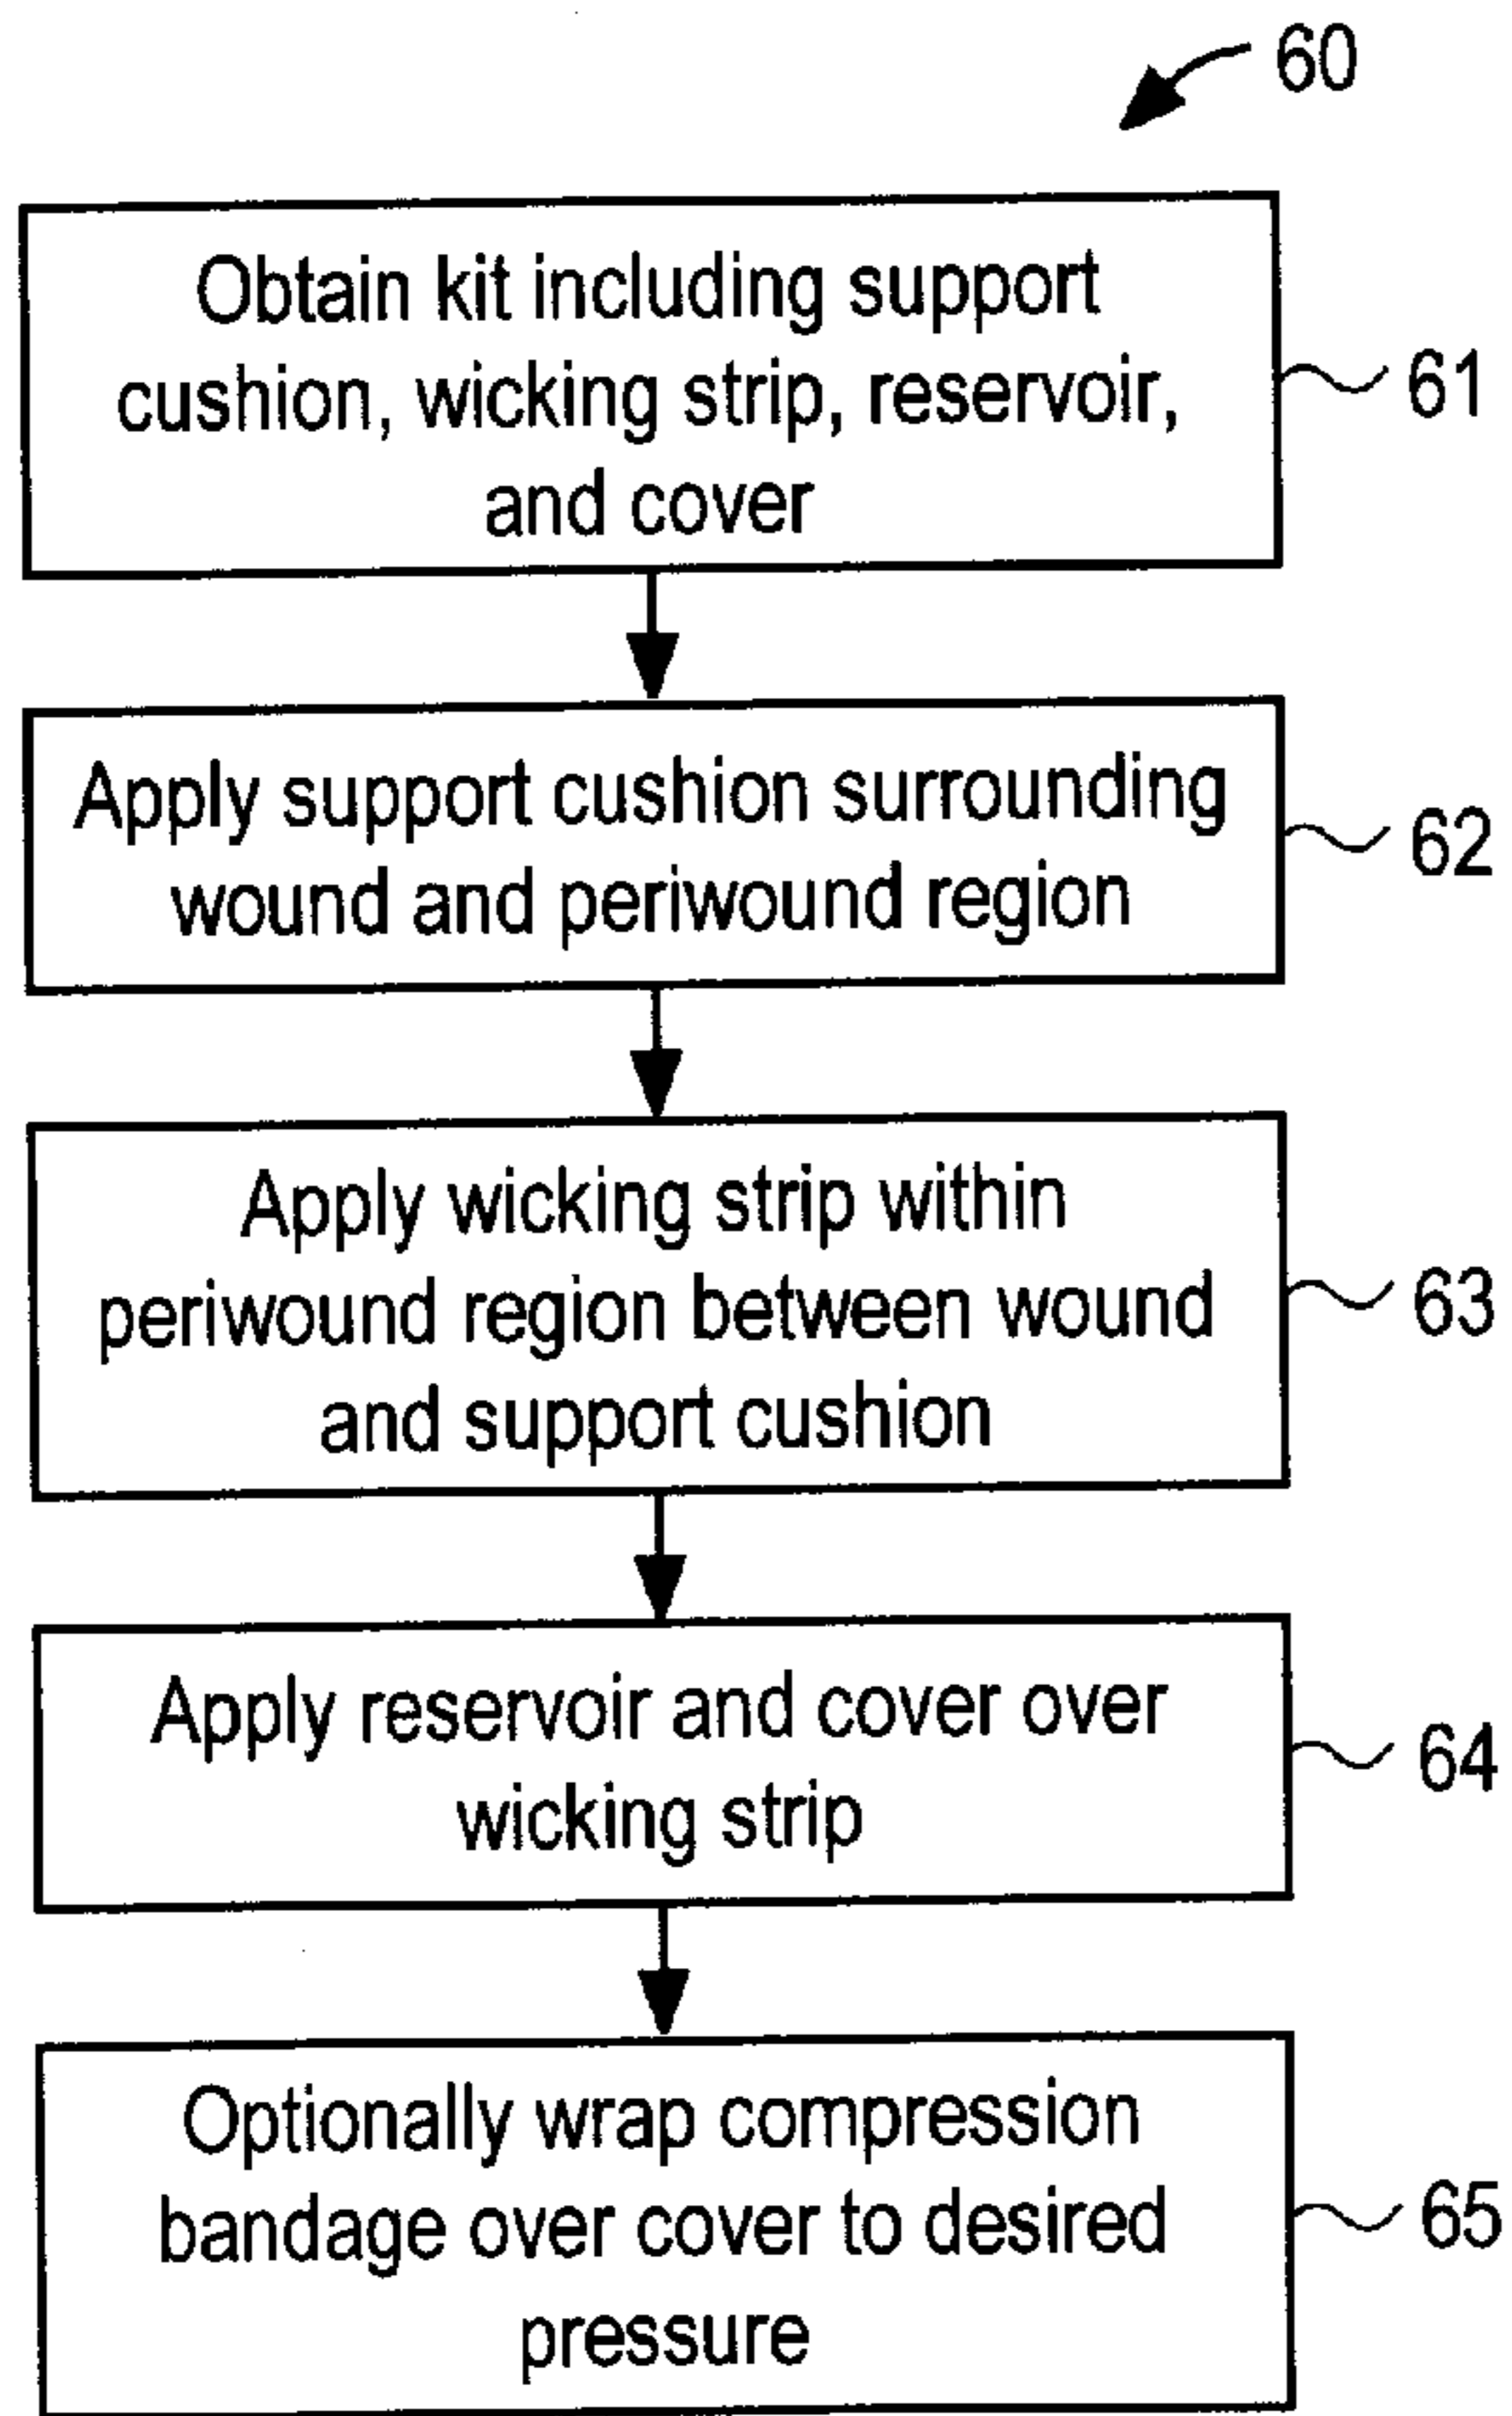 60
Obtain kit including support
cushion, wicking strip, reservoir,
and cover
61
Apply support cushion surrounding
wound and periwound region
62
Apply wicking strip within
periwound region between wound
and support cushion
63
Apply reservoir and cover over
wicking strip
64
Optionally wrap compression
bandage over cover to desired
pressure
65